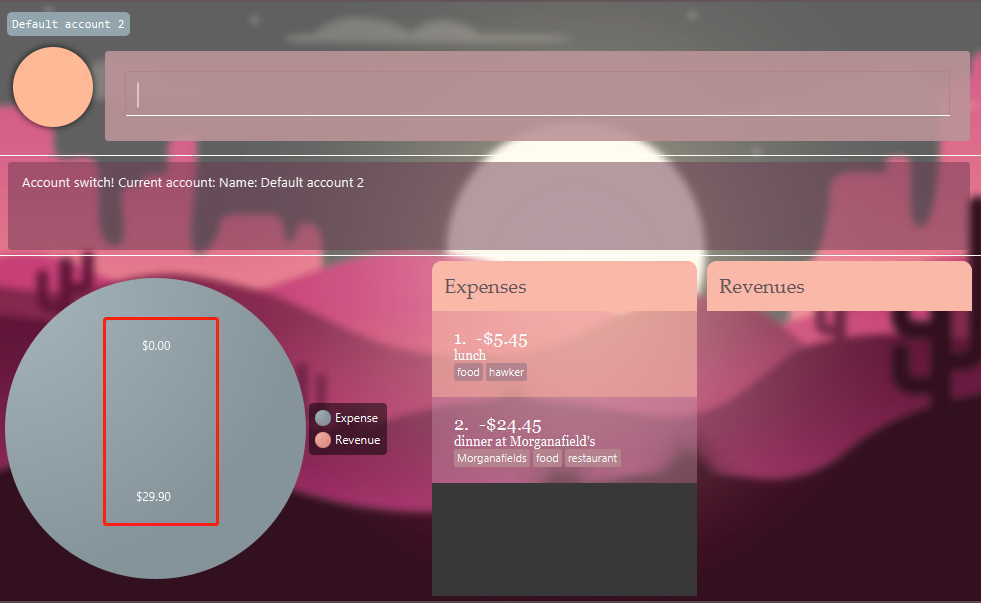 Default account 2
Account switch! Current account: Name: Default account 2
$0.00
$29.90
Expense
Revenue
Expenses
1. -$5.45
lunch
food hawker
2. -$24.45
dinner at Morganafield's
Morganafields food restaurant
Revenues